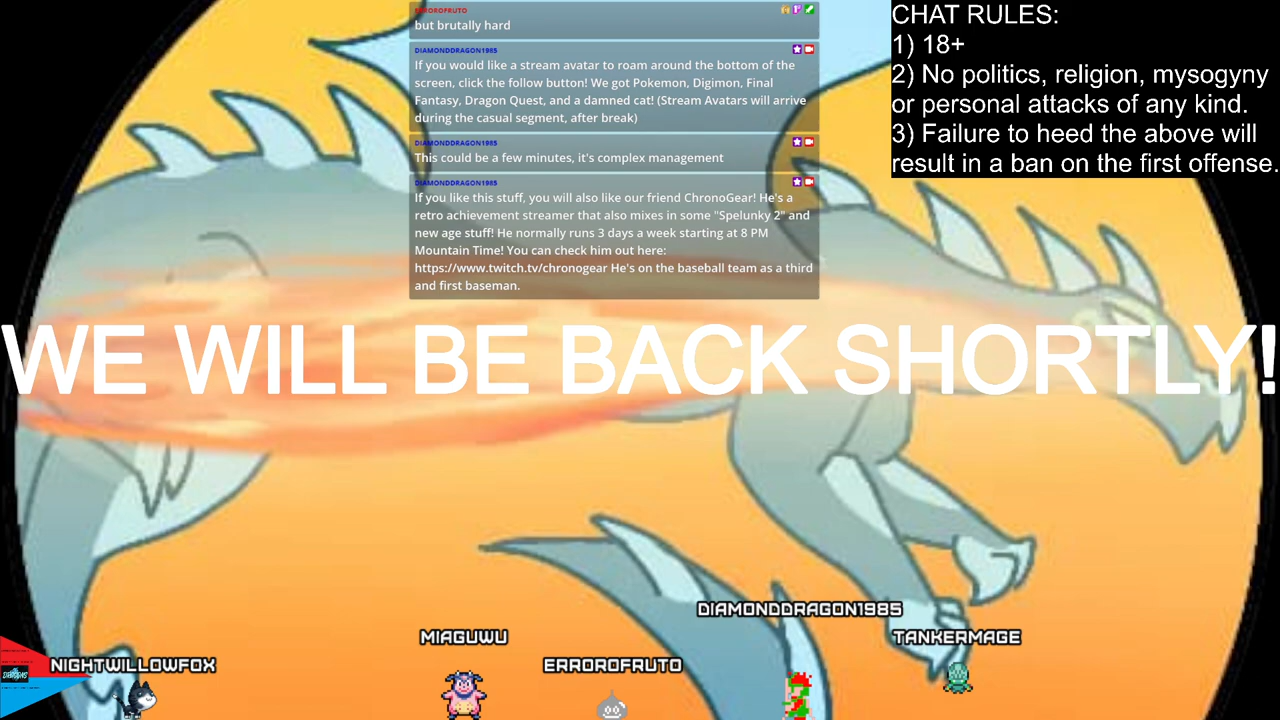 ERROROFRUTO
but brutally hard
DIAMONDDRAGON1985
If you would like a stream avatar to roam around the bottom of the
screen, click the follow button! We got Pokemon, Digimon, Final
Fantasy, Dragon Quest, and a damned cat! (Stream Avatars will arrive
during the casual segment, after break)
DIAMONDDRAGON1985
This could be a few minutes, it's complex management
DIAMONDDRAGON1985
If you like this stuff, you will also like our friend ChronoGear! He's a
retro achievement streamer that also mixes in some "Spelunky 2" and
new age stuff! He normally runs 3 days a week starting at 8 PM
Mountain Time! You can check him out here:
https://www.twitch.tv/chronogear He's on the baseball team as a third
and first baseman.
CHAT RULES:
1) 18+
2) No politics, religion, mysogyny
or personal attacks of any kind.
3) Failure to heed the above will
result in a ban on the first offense.
WE WILL BE BACK SHORTLY!
DIAMONDDRAGON1985
MIAGUWU
TANKERMAGE
NIGHTWILLOWFOX
ERROROFRUTO